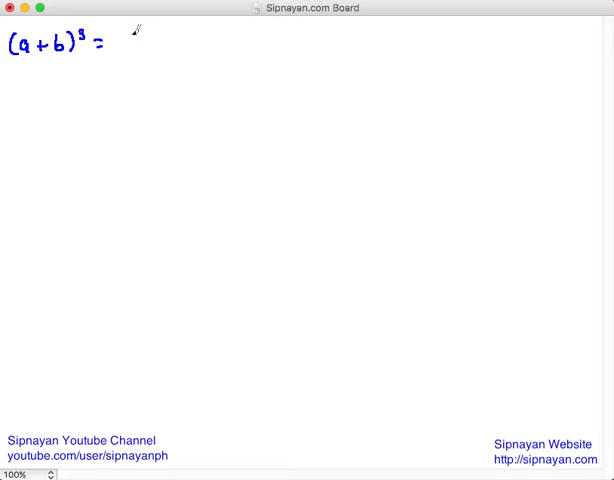 Sipnayan.com Board
(a + b)³ =
Sipnayan Youtube Channel
youtube.com/user/sipnayanph
Sipnayan Website
http://sipnayan.com
100%